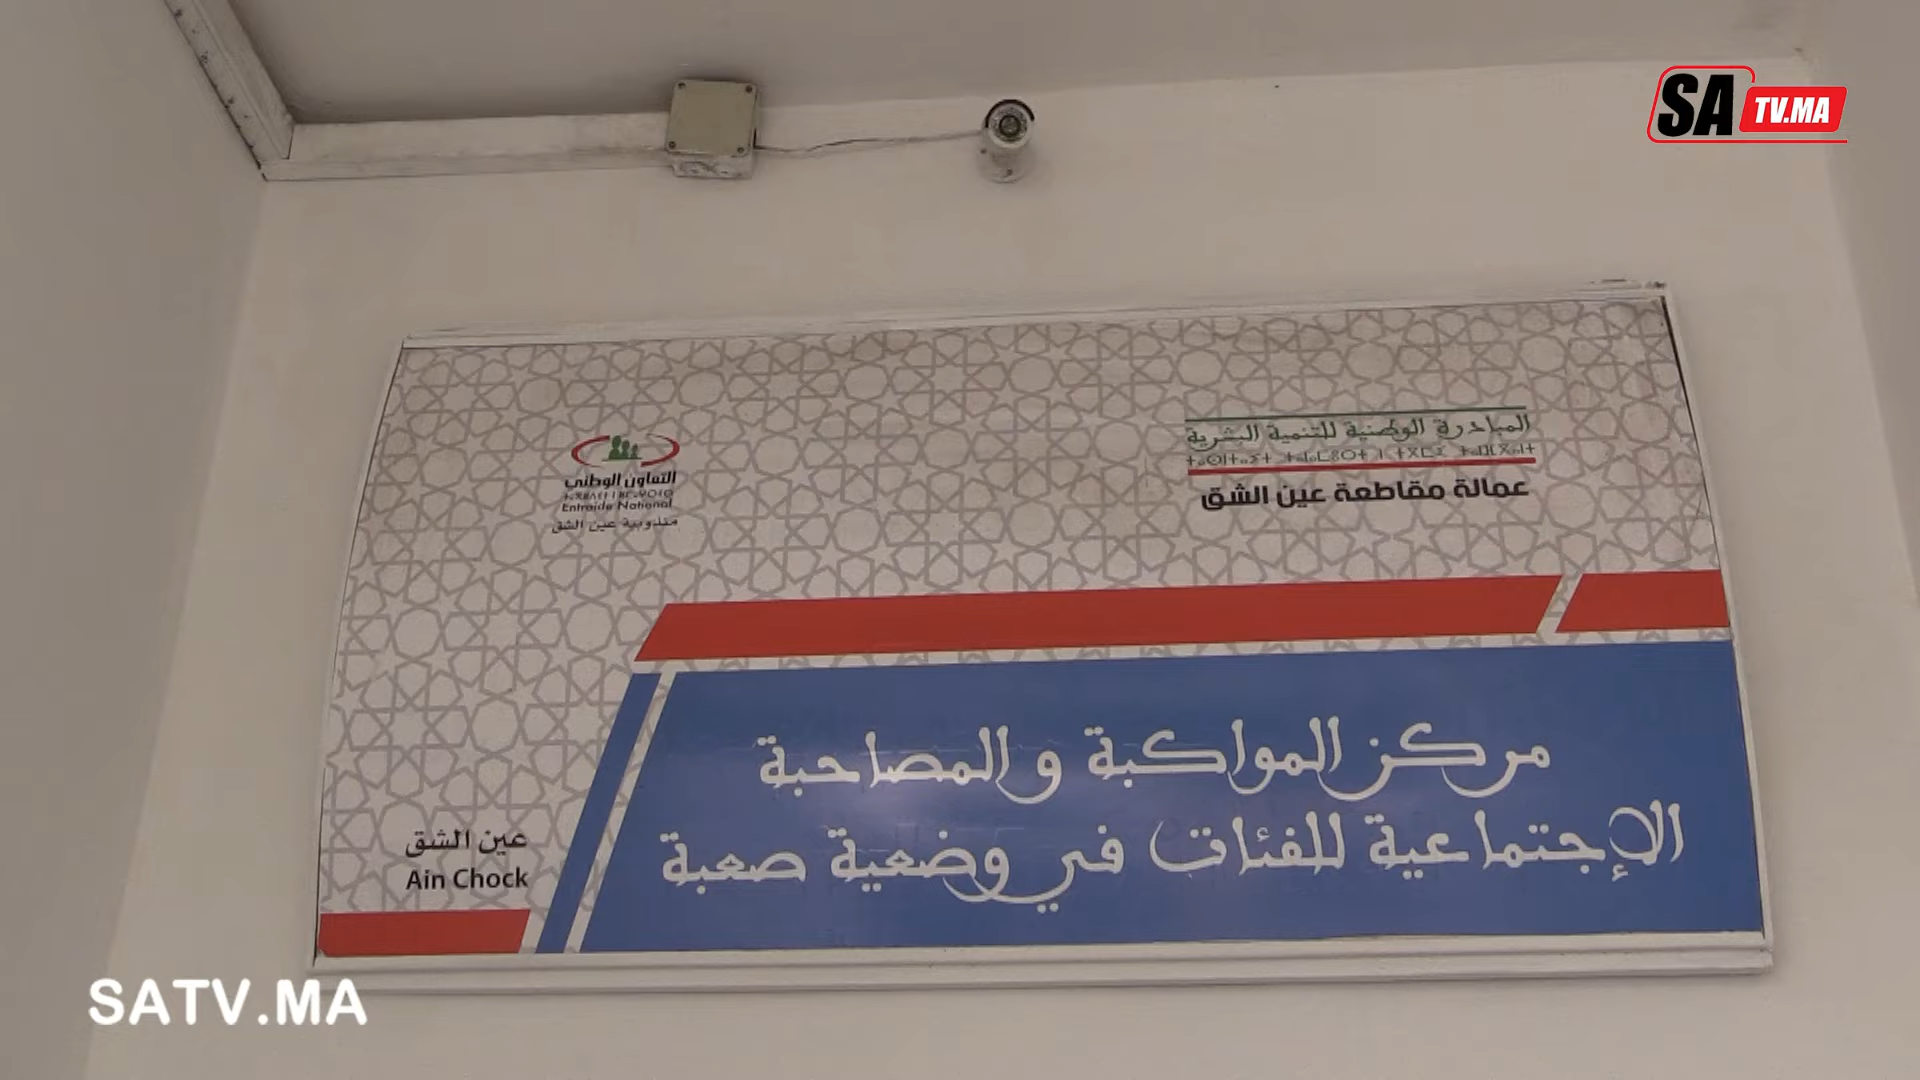 SA TV.MA
المبادرة الوطنية للتنمية البشرية
عمالة مقاطعة عين الشق
التعاون الوطني
Entraide National
مندوبية عين الشق
مركز المواكبة والمصاحبة
الإجتماعية للفئات في وضعية صعبة
عين الشق
Ain Chock
SATV.MA